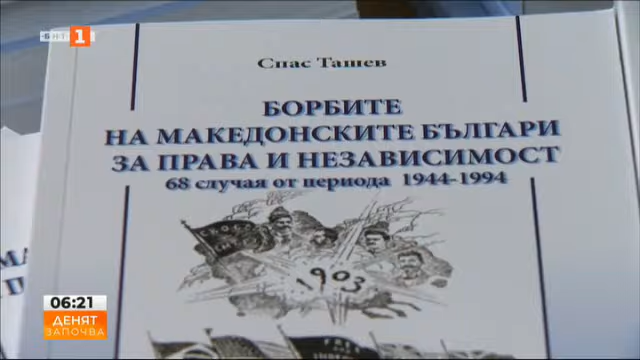 БНТ 1
Спас Ташев
БОРБИТЕ
НА МАКЕДОНСКИТЕ БЪЛГАРИ
ЗА ПРАВА И НЕЗАВИСИМОСТ
68 случая от периода 1944-1994
1903
06:21
ДЕНЯТ
ЗАПОЧВА